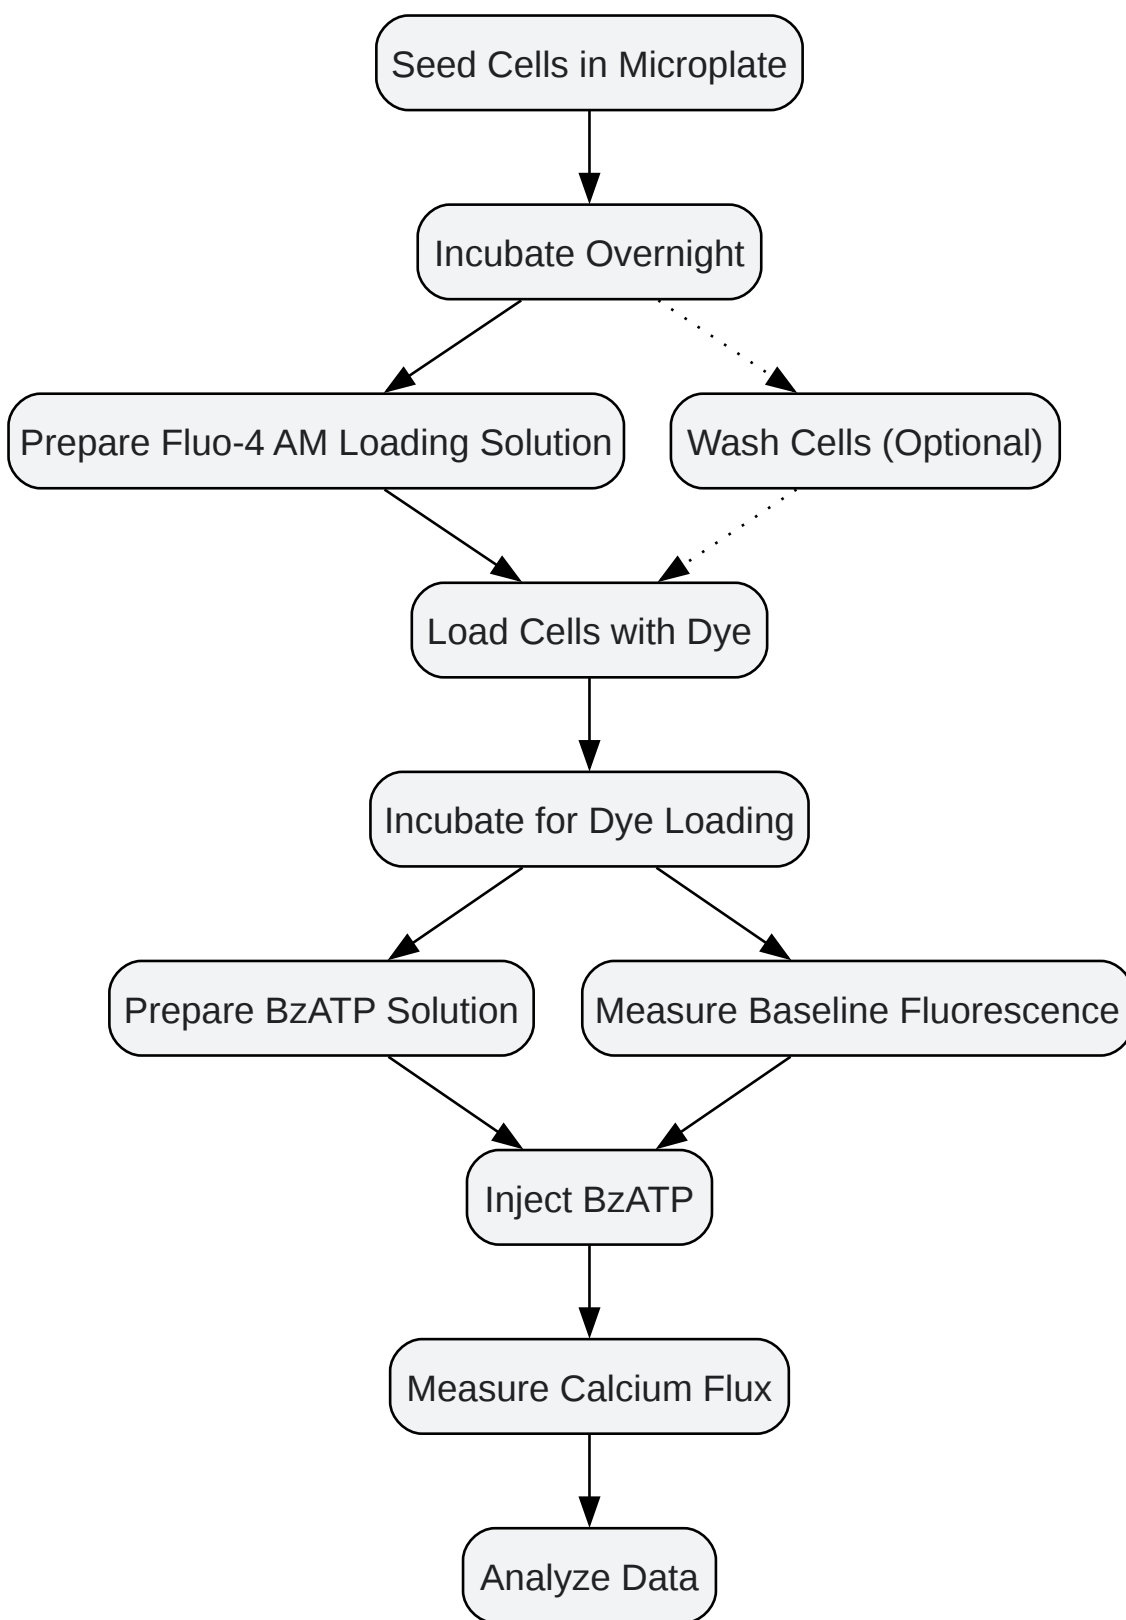 Seed Cells in Microplate
Incubate Overnight
Prepare Fluo-4 AM Loading Solution
Wash Cells (Optional)
Load Cells with Dye
Incubate for Dye Loading
Prepare BzATP Solution
Measure Baseline Fluorescence
Inject BzATP
Measure Calcium Flux
Analyze Data